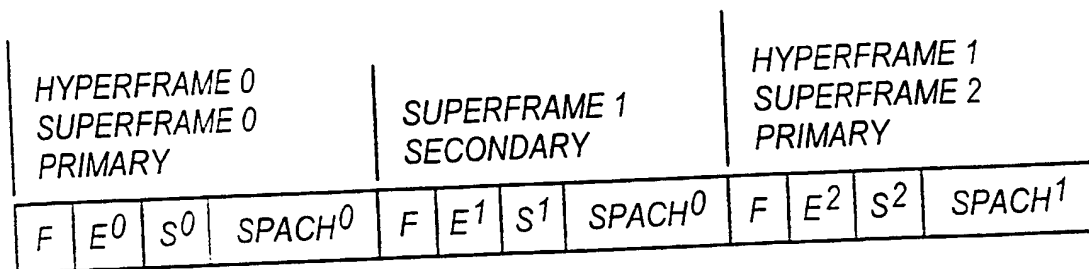 HYPERFRAME 0
SUPERFRAME 0
PRIMARY
SUPERFRAME 1
SECONDARY
HYPERFRAME 1
SUPERFRAME 2
PRIMARY
F E⁰ S⁰ SPACH⁰ F E¹ S¹ SPACH⁰ F E² S² SPACH¹